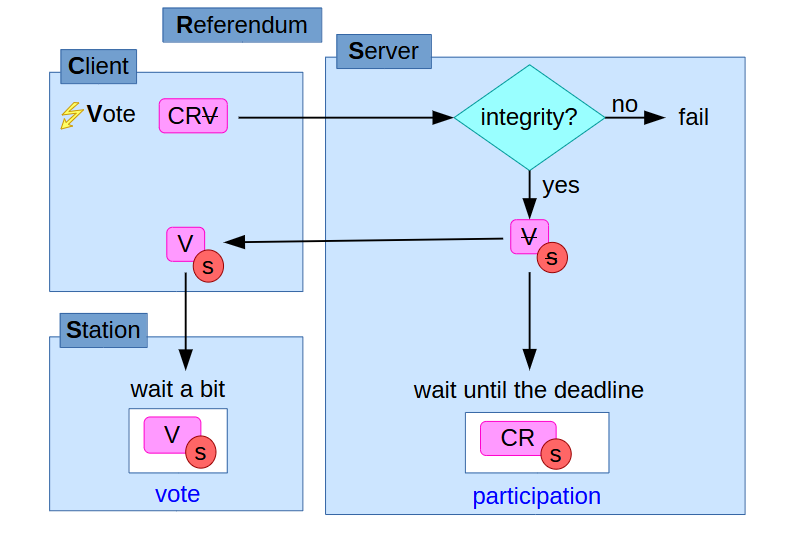 Referendum
Client
Server
Vote
CRV
integrity?
no
fail
yes
V
s
V
s
Station
wait a bit
wait until the deadline
V
s
CR
s
vote
participation